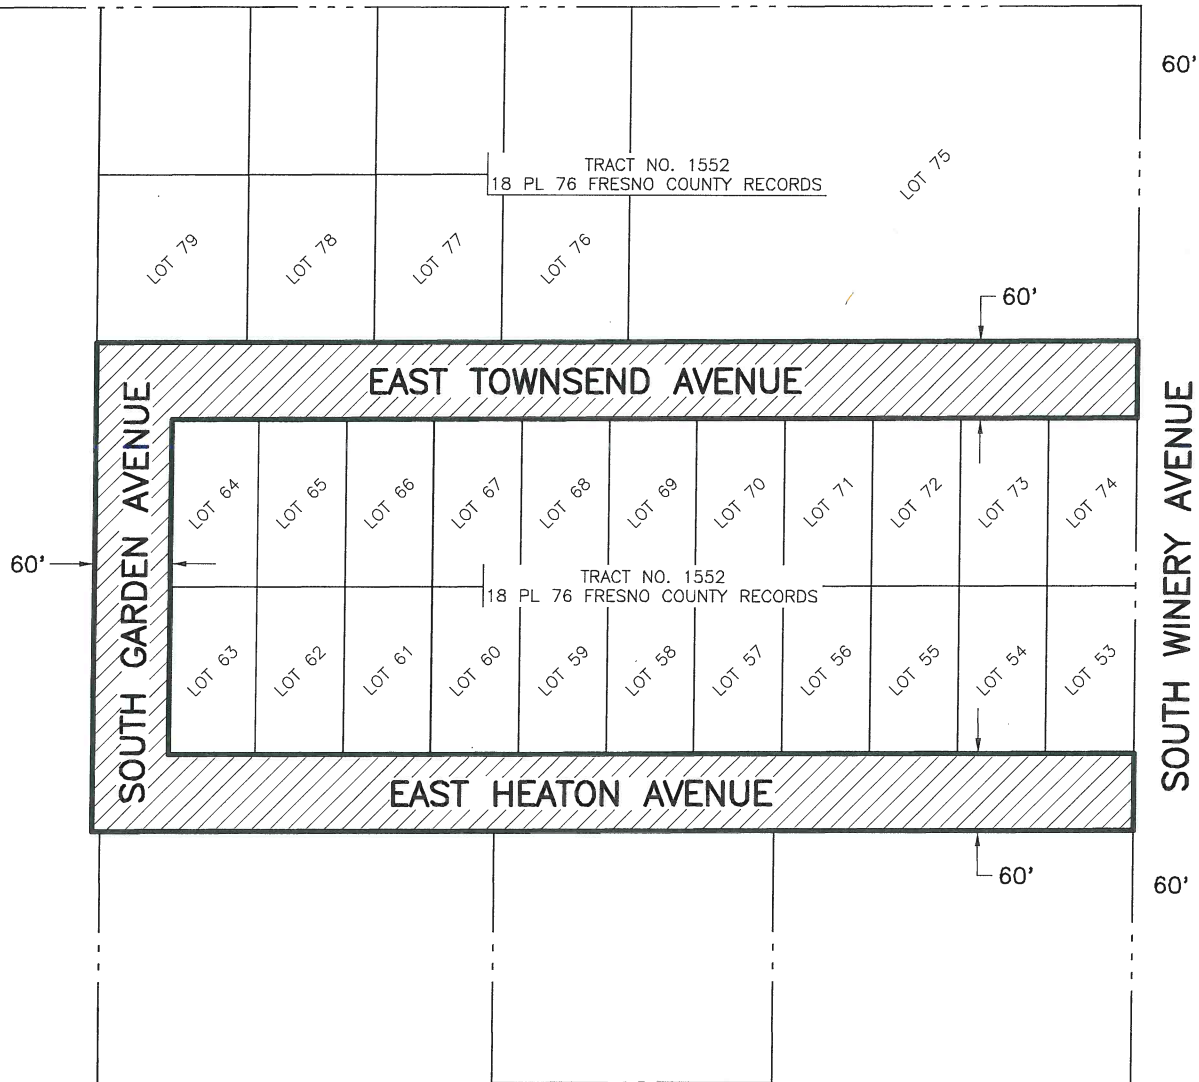 60'
TRACT NO. 1552
18 PL 76 FRESNO COUNTY RECORDS
LOT 75
LOT 79
LOT 78
LOT 77
LOT 76
60'
EAST TOWNSEND AVENUE
SOUTH GARDEN AVENUE
SOUTH WINERY AVENUE
LOT 64
LOT 65
LOT 66
LOT 67
LOT 68
LOT 69
LOT 70
LOT 71
LOT 72
LOT 73
LOT 74
60'
TRACT NO. 1552
18 PL 76 FRESNO COUNTY RECORDS
LOT 63
LOT 62
LOT 61
LOT 60
LOT 59
LOT 58
LOT 57
LOT 56
LOT 55
LOT 54
LOT 53
EAST HEATON AVENUE
60'
60'